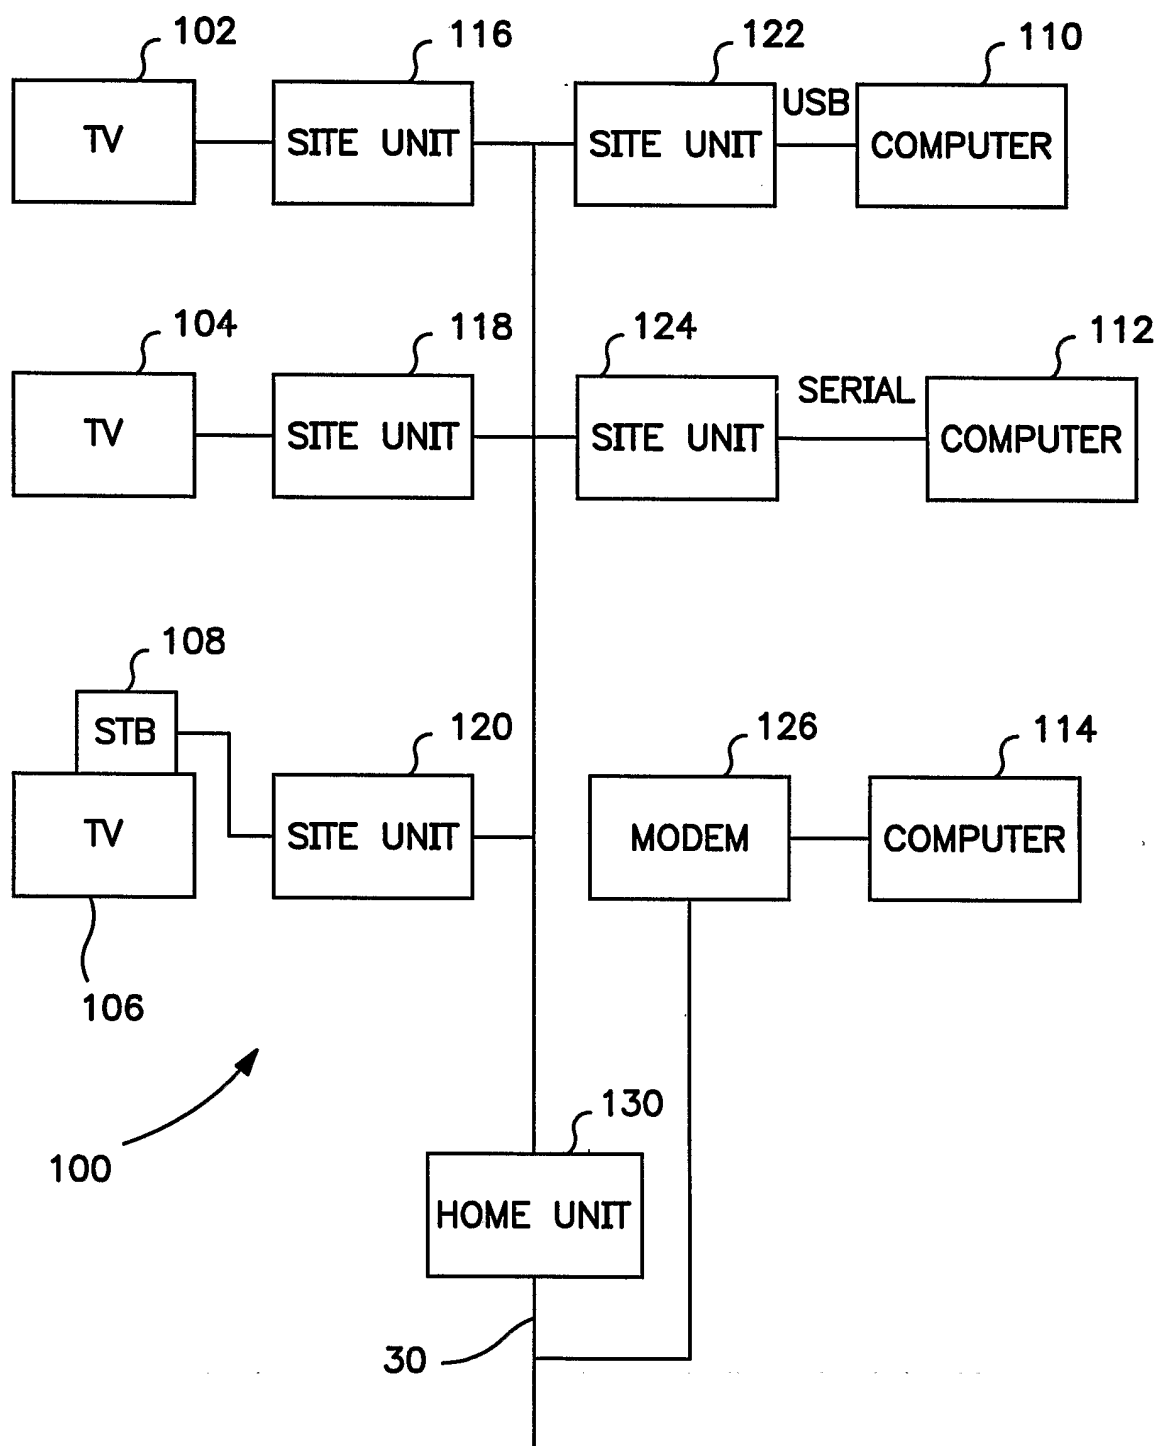 102
116
122
110
TV
SITE UNIT
SITE UNIT
USB
COMPUTER
104
118
124
112
TV
SITE UNIT
SITE UNIT
SERIAL
COMPUTER
108
STB
120
126
114
TV
SITE UNIT
MODEM
COMPUTER
106
100
130
HOME UNIT
30